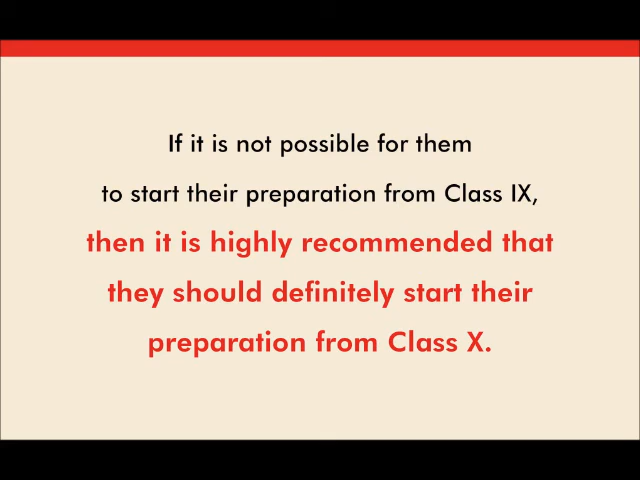 If it is not possible for them
to start their preparation from Class IX,
then it is highly recommended that
they should definitely start their
preparation from Class X.